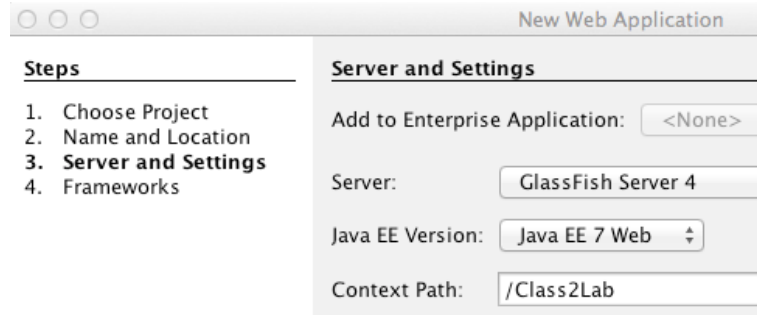 New Web Application
Steps
1. Choose Project
2. Name and Location
3. Server and Settings
4. Frameworks
Server and Settings
Add to Enterprise Application: <None>
Server: GlassFish Server 4
Java EE Version: Java EE 7 Web
Context Path: /Class2Lab